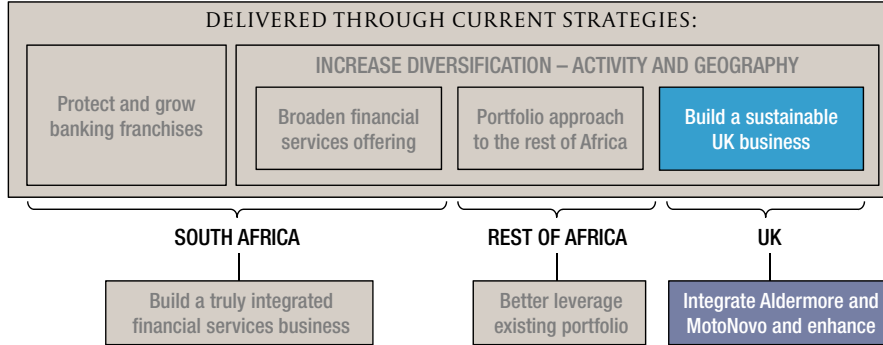 DELIVERED THROUGH CURRENT STRATEGIES:
INCREASE DIVERSIFICATION – ACTIVITY AND GEOGRAPHY
Protect and grow
banking franchises
Broaden financial
services offering
Portfolio approach
to the rest of Africa
Build a sustainable
UK business
SOUTH AFRICA
REST OF AFRICA
UK
Build a truly integrated
financial services business
Better leverage
existing portfolio
Integrate Aldermore and
MotoNovo and enhance